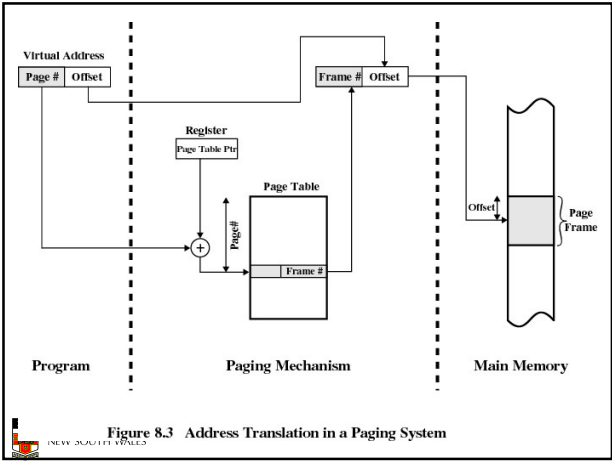 Virtual Address
Page # Offset
Frame # Offset
Register
Page Table Ptr
Page Table
Page#
+
Frame #
Offset
Page
Frame
Program
Paging Mechanism
Main Memory
Figure 8.3 Address Translation in a Paging System
NEW SOUTH WALES